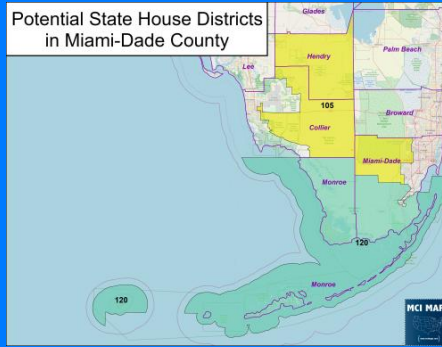 Potential State House Districts
in Miami-Dade County
Glades
Hendry
Palm Beach
Lee
105
Broward
Collier
Miami-Dade
Monroe
120
Monroe
120
MCI MAP